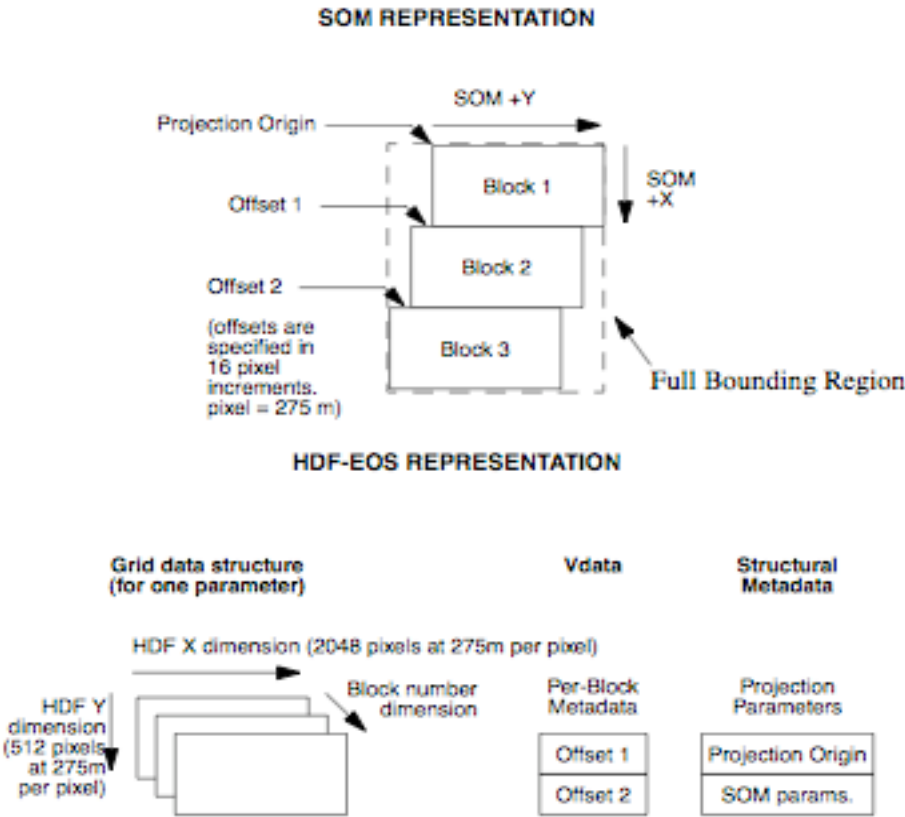 SOM REPRESENTATION
SOM +Y
Projection Origin
Block 1
SOM
+X
Offset 1
Block 2
Offset 2
(offsets are
specified in
16 pixel
increments.
pixel = 275 m)
Block 3
Full Bounding Region
HDF-EOS REPRESENTATION
Grid data structure
(for one parameter)
Vdata
Structural
Metadata
HDF X dimension (2048 pixels at 275m per pixel)
HDF Y
dimension
(512 pixels
at 275m
per pixel)
Block number
dimension
Per-Block
Metadata
Projection
Parameters
Offset 1
Projection Origin
Offset 2
SOM params.